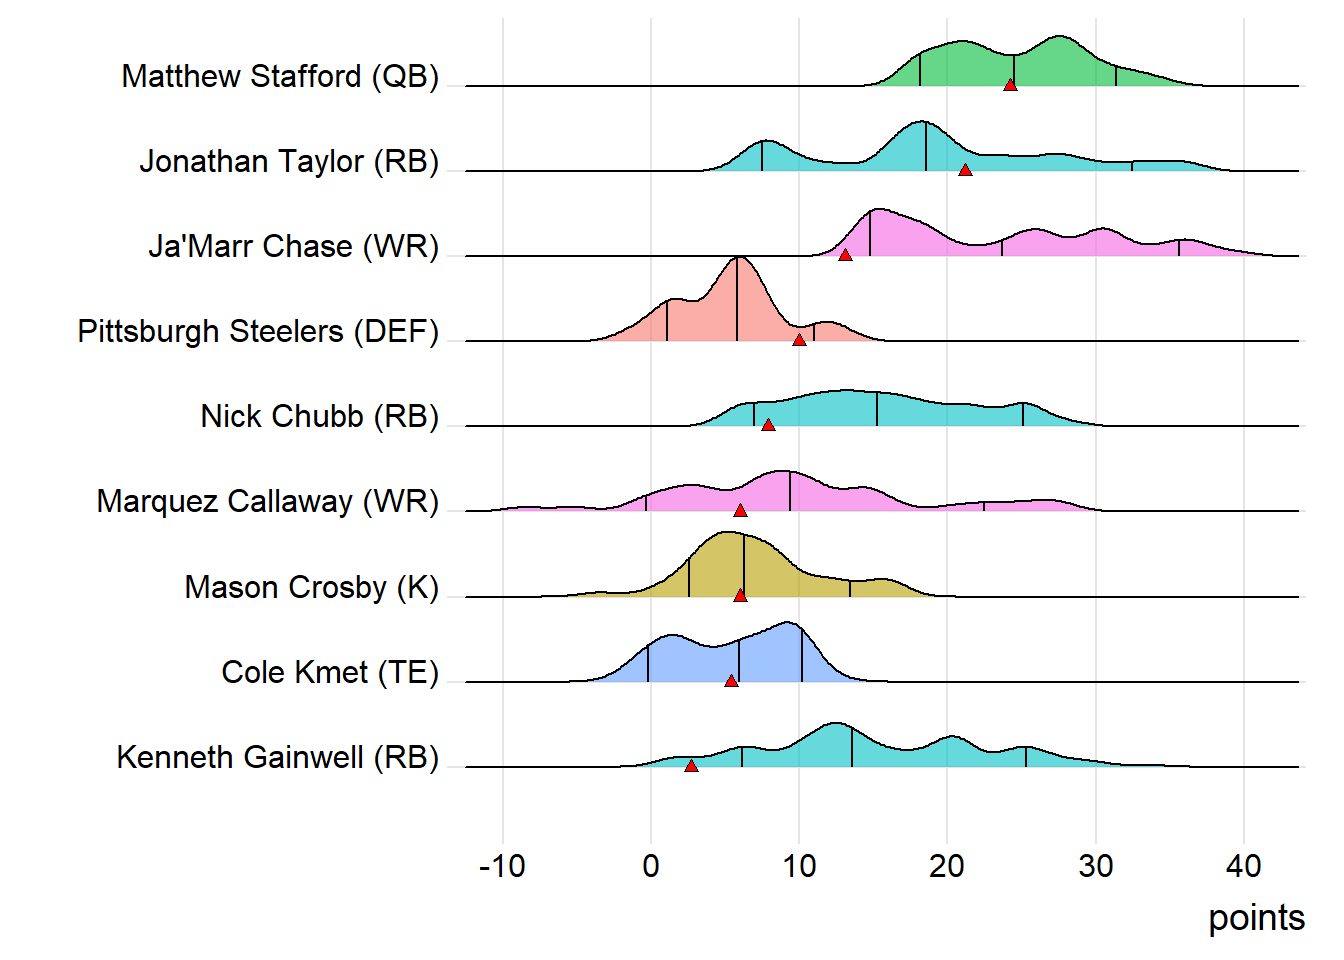 Matthew Stafford (QB)
Jonathan Taylor (RB)
Ja'Marr Chase (WR)
Pittsburgh Steelers (DEF)
Nick Chubb (RB)
Marquez Callaway (WR)
Mason Crosby (K)
Cole Kmet (TE)
Kenneth Gainwell (RB)
-10 0 10 20 30 40
points